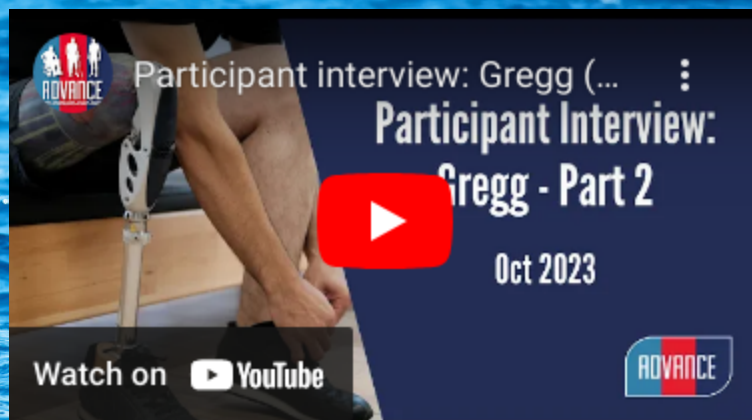 ADVANCE
Participant interview: Gregg (...
Participant Interview:
Gregg - Part 2
Oct 2023
ADVANCE
Watch on YouTube